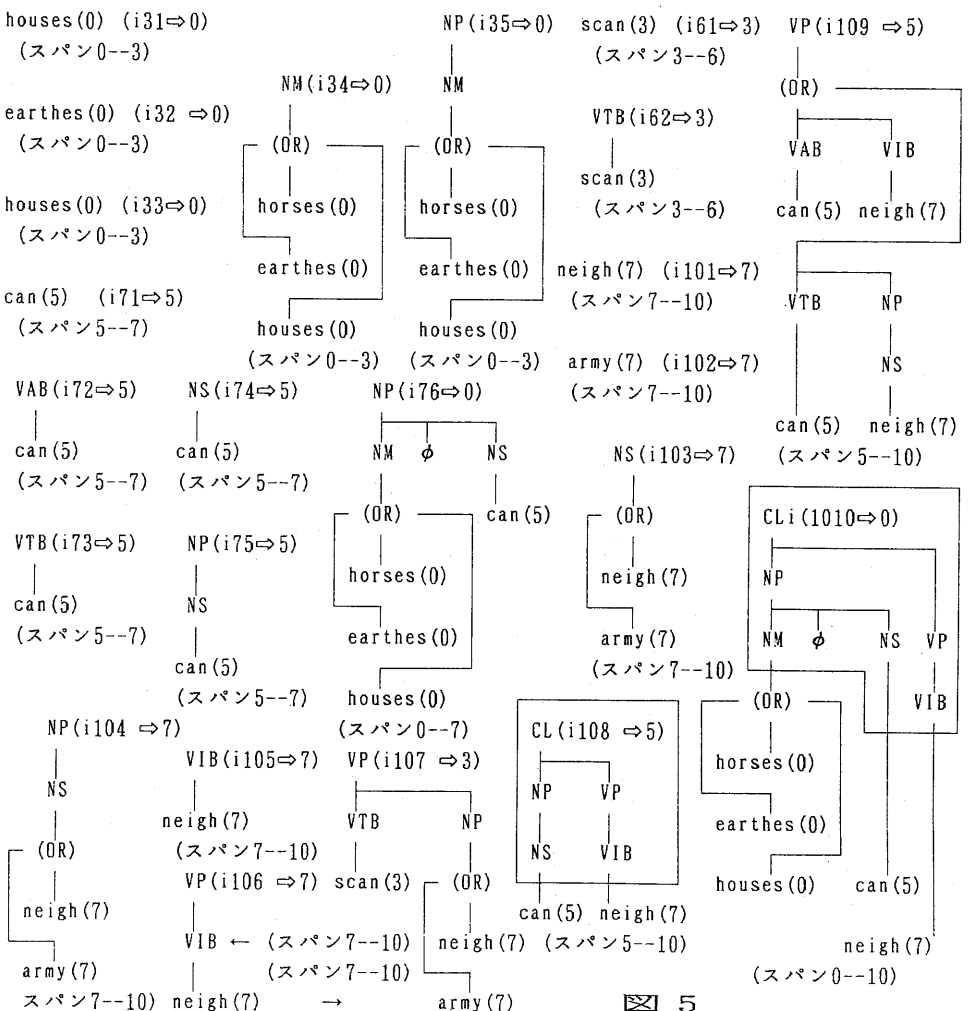 houses(0) (i31⇒0)
(スパン0--3)
earthes(0) (i32 ⇒0)
(スパン0--3)
houses(0) (i33⇒0)
(スパン0--3)
can(5) (i71⇒5)
(スパン5--7)
NM(i34⇒0)
(OR)
horses(0)
earthes(0)
houses(0)
(スパン0--3)
NP(i35⇒0)
NM
(OR)
horses(0)
earthes(0)
houses(0)
(スパン0--3)
scan(3) (i61⇒3)
(スパン3--6)
VTB(i62⇒3)
scan(3)
(スパン3--6)
neigh(7) (i101⇒7)
(スパン7--10)
army(7) (i102⇒7)
(スパン7--10)
VP(i109 ⇒5)
(OR)
VAB VIB
can(5) neigh(7)
VTB NP
NS
can(5) neigh(7)
(スパン5--10)
VAB(i72⇒5)
can(5)
(スパン5--7)
NS(i74⇒5)
can(5)
(スパン5--7)
VTB(i73⇒5)
can(5)
(スパン5--7)
NP(i75⇒5)
NS
can(5)
(スパン5--7)
NP(i76⇒0)
NM φ NS
(OR) can(5)
horses(0)
earthes(0)
houses(0)
(スパン0--7)
NS(i103⇒7)
(OR)
neigh(7)
army(7)
(スパン7--10)
CLi(1010⇒0)
NP
NM φ NS VP
(OR) VIB
horses(0)
earthes(0)
houses(0) can(5)
neigh(7)
(スパン0--10)
NP(i104 ⇒7)
NS
(OR)
neigh(7)
army(7)
スパン7--10)
VIB(i105⇒7)
neigh(7)
(スパン7--10)
VP(i106 ⇒7)
VIB ← (スパン7--10)
(スパン7--10)
neigh(7) →
VP(i107 ⇒3)
VTB NP
scan(3) (OR)
neigh(7)
army(7)
CL(i108 ⇒5)
NP VP
NS VIB
can(5) neigh(7)
(スパン5--10)
図 5